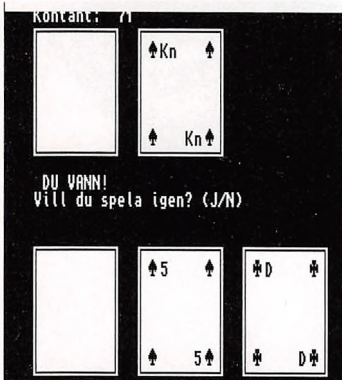 Kontant: 71
♠Kn ♠
♠ Kn♠
DU VANN!
Vill du spela igen? (J/N)
♠5 ♠ ♣D ♣
♠ 5♠ ♣ D♣